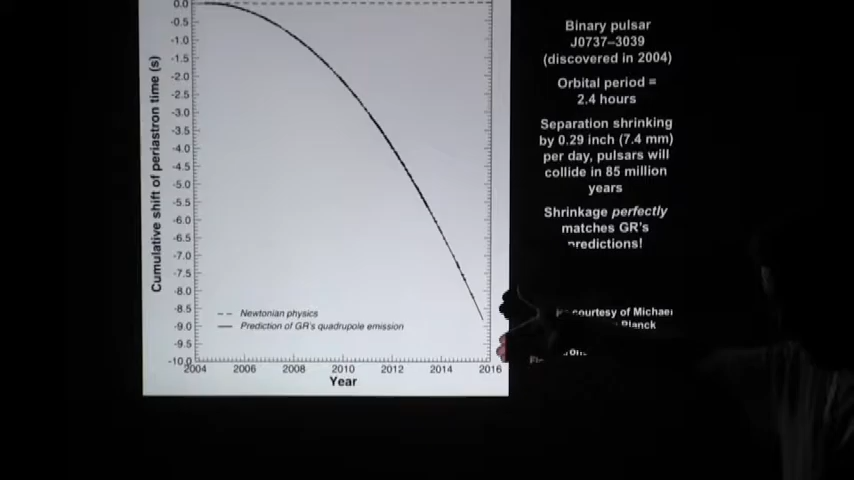 0.0
-0.5
-1.0
-1.5
-2.0
-2.5
-3.0
-3.5
-4.0
-4.5
-5.0
-5.5
-6.0
-6.5
-7.0
-7.5
-8.0
-8.5
-9.0
-9.5
-10.0
Cumulative shift of periastron time (s)
Newtonian physics
Prediction of GR's quadrupole emission
2004 2006 2008 2010 2012 2014 2016
Year
Binary pulsar
J0737–3039
(discovered in 2004)
Orbital period =
2.4 hours
Separation shrinking
by 0.29 inch (7.4 mm)
per day, pulsars will
collide in 85 million
years
Shrinkage perfectly
matches GR's
predictions!
courtesy of Michael
Planck